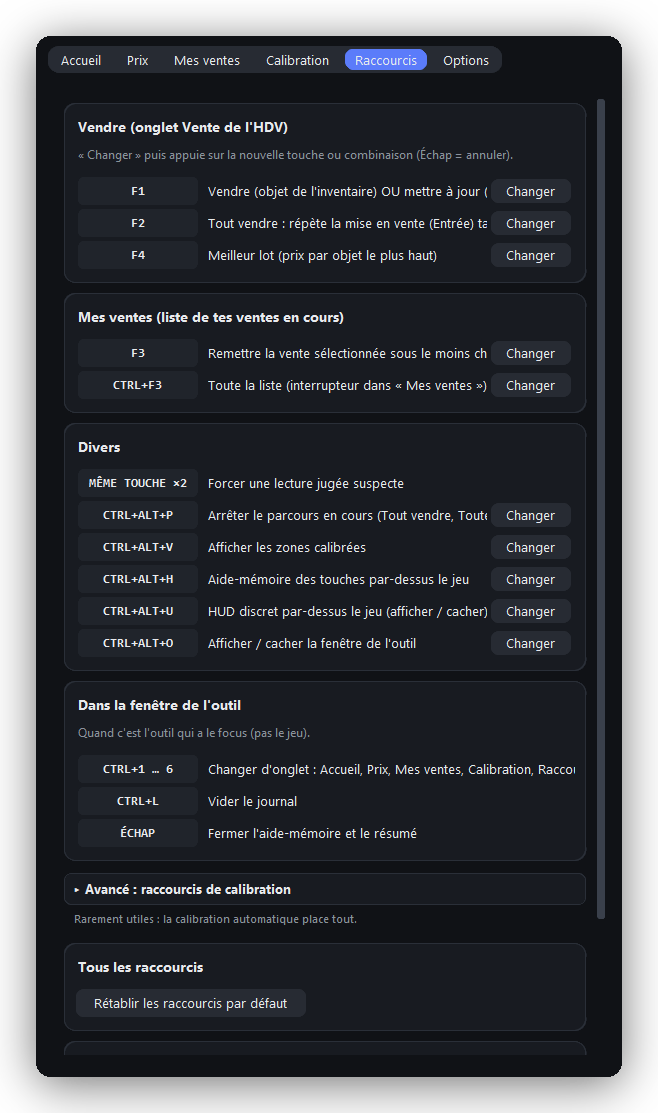 Accueil Prix Mes ventes Calibration Raccourcis Options
Vendre (onglet Vente de l'HDV)
« Changer » puis appuie sur la nouvelle touche ou combinaison (Échap = annuler).
F1 Vendre (objet de l'inventaire) OU mettre à jour ( Changer
F2 Tout vendre : répète la mise en vente (Entrée) ta Changer
F4 Meilleur lot (prix par objet le plus haut) Changer
Mes ventes (liste de tes ventes en cours)
F3 Remettre la vente sélectionnée sous le moins ch Changer
CTRL+F3 Toute la liste (interrupteur dans « Mes ventes ») Changer
Divers
MÊME TOUCHE ×2 Forcer une lecture jugée suspecte
CTRL+ALT+P Arrêter le parcours en cours (Tout vendre, Toute Changer
CTRL+ALT+V Afficher les zones calibrées Changer
CTRL+ALT+H Aide-mémoire des touches par-dessus le jeu Changer
CTRL+ALT+U HUD discret par-dessus le jeu (afficher / cacher) Changer
CTRL+ALT+O Afficher / cacher la fenêtre de l'outil Changer
Dans la fenêtre de l'outil
Quand c'est l'outil qui a le focus (pas le jeu).
CTRL+1 … 6 Changer d'onglet : Accueil, Prix, Mes ventes, Calibration, Raccou
CTRL+L Vider le journal
ÉCHAP Fermer l'aide-mémoire et le résumé
▸ Avancé : raccourcis de calibration
Rarement utiles : la calibration automatique place tout.
Tous les raccourcis
Rétablir les raccourcis par défaut